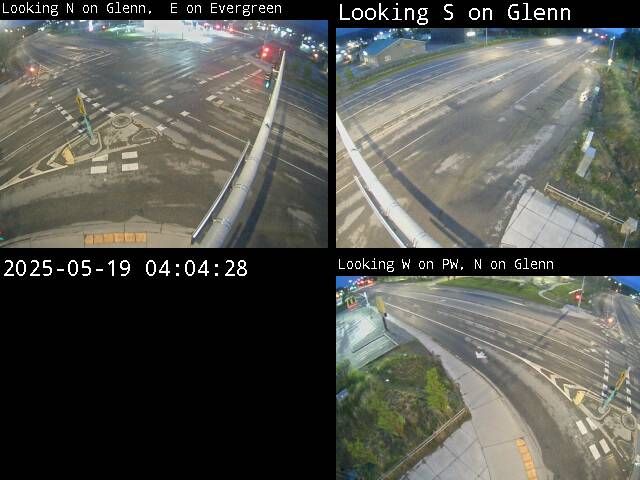 Looking N on Glenn,  E on Evergreen
Looking S on Glenn
2025-05-19 04:04:28
Looking W on PW, N on Glenn